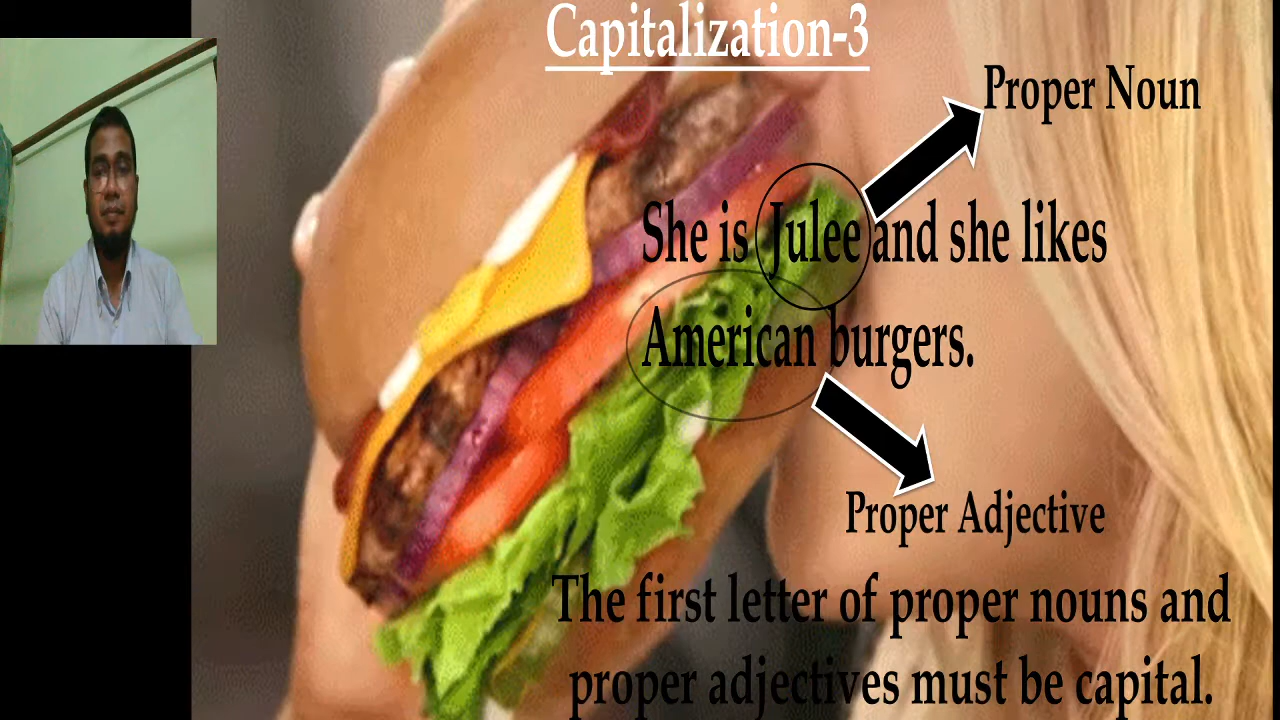 Capitalization-3
Proper Noun
She is Julee and she likes
American burgers.
Proper Adjective
The first letter of proper nouns and
proper adjectives must be capital.